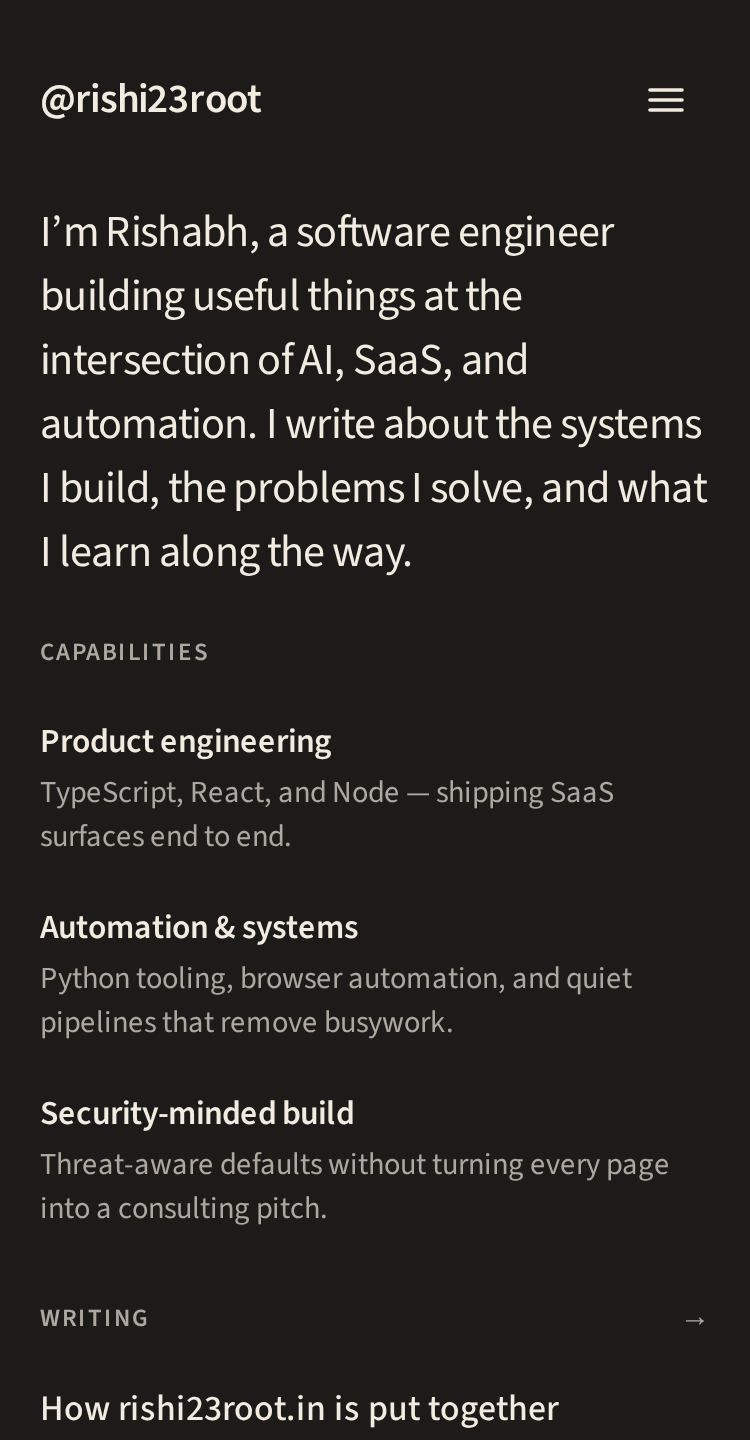 @rishi23root
I’m Rishabh, a software engineer
building useful things at the
intersection of AI, SaaS, and
automation. I write about the systems
I build, the problems I solve, and what
I learn along the way.
CAPABILITIES
Product engineering
TypeScript, React, and Node — shipping SaaS
surfaces end to end.
Automation & systems
Python tooling, browser automation, and quiet
pipelines that remove busywork.
Security-minded build
Threat-aware defaults without turning every page
into a consulting pitch.
WRITING →
How rishi23root.in is put together